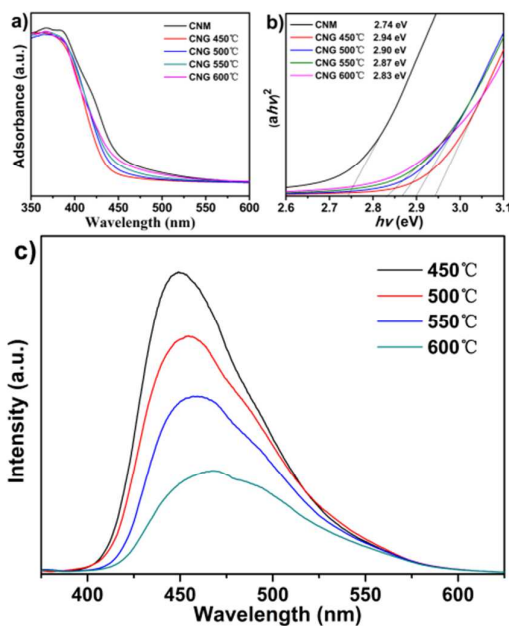 a)
CNM
CNG 450℃
CNG 500℃
CNG 550℃
CNG 600℃
Adsorbance (a.u.)
350 400 450 500 550 600
Wavelength (nm)
b)
CNM 2.74 eV
CNG 450℃ 2.94 eV
CNG 500℃ 2.90 eV
CNG 550℃ 2.87 eV
CNG 600℃ 2.83 eV
(ahv)²
2.6 2.7 2.8 2.9 3.0 3.1
hv (eV)
c)
450℃
500℃
550℃
600℃
Intensity (a.u.)
400 450 500 550 600
Wavelength (nm)